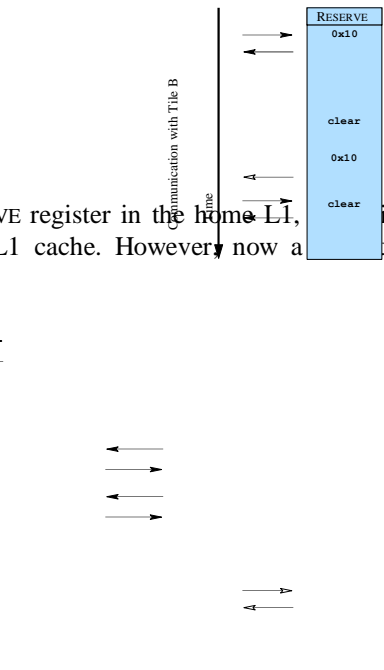 RESERVE
0x10
clear
0x10
clear
Communication with Tile B
time
VE register in the home L1,
L1 cache. However, now a